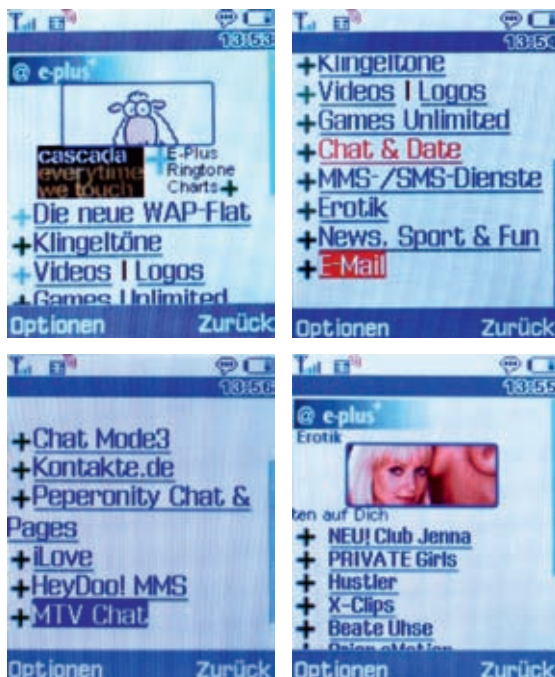 13:53
@ e-plus+
cascada
everytime
we touch
E-Plus
Ringtone
Charts+
+Die neue WAP-Flat
+Klingeltöne
+Videos | Logos
+Games Unlimited
Optionen Zurück
+Klingeltöne
+Videos | Logos
+Games Unlimited
+Chat & Date
+MMS-/SMS-Dienste
+Erotik
+News, Sport & Fun
+E-Mail
Optionen Zurück
13:56
+Chat Mode3
+Kontakte.de
+Peperonity Chat &
Pages
+iLove
+HeyDoo! MMS
+MTV Chat
Optionen Zurück
13:55
@ e-plus+
Erotik
ten auf Dich
+ NEU! Club Jenna
+ PRIVATE Girls
+ Hustler
+ X-Clips
+ Beate Uhse
Optionen Zurück